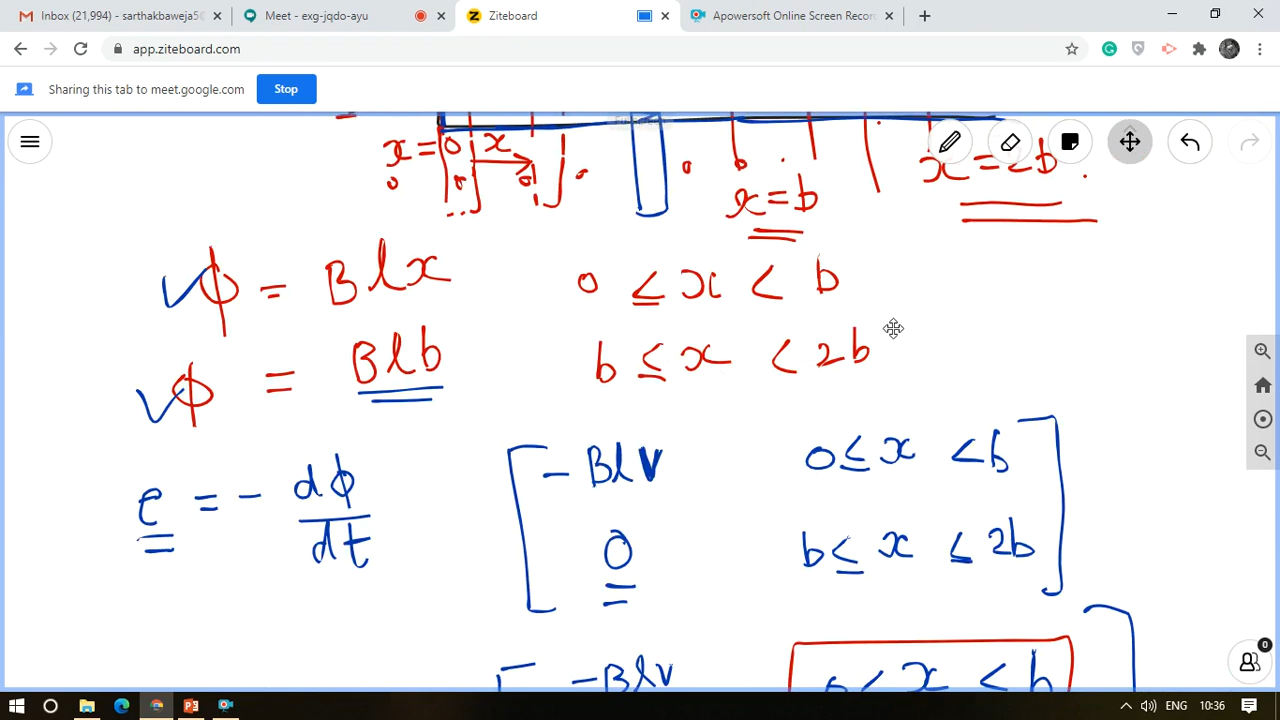 Inbox (21,994) - sarthakbaweja5
Meet - exg-jqdo-ayu
Ziteboard
Apowersoft Online Screen Recor
app.ziteboard.com
Sharing this tab to meet.google.com
Stop
x = 0 x
x = b
x = 2b
ϕ = Blx 0 ≤ x < b
ϕ = Blb b ≤ x < 2b
e = - dϕ/dt
- Blv 0 ≤ x < b
0 b ≤ x ≤ 2b
- Blv 0 ≤ x < b
0
ENG
10:36